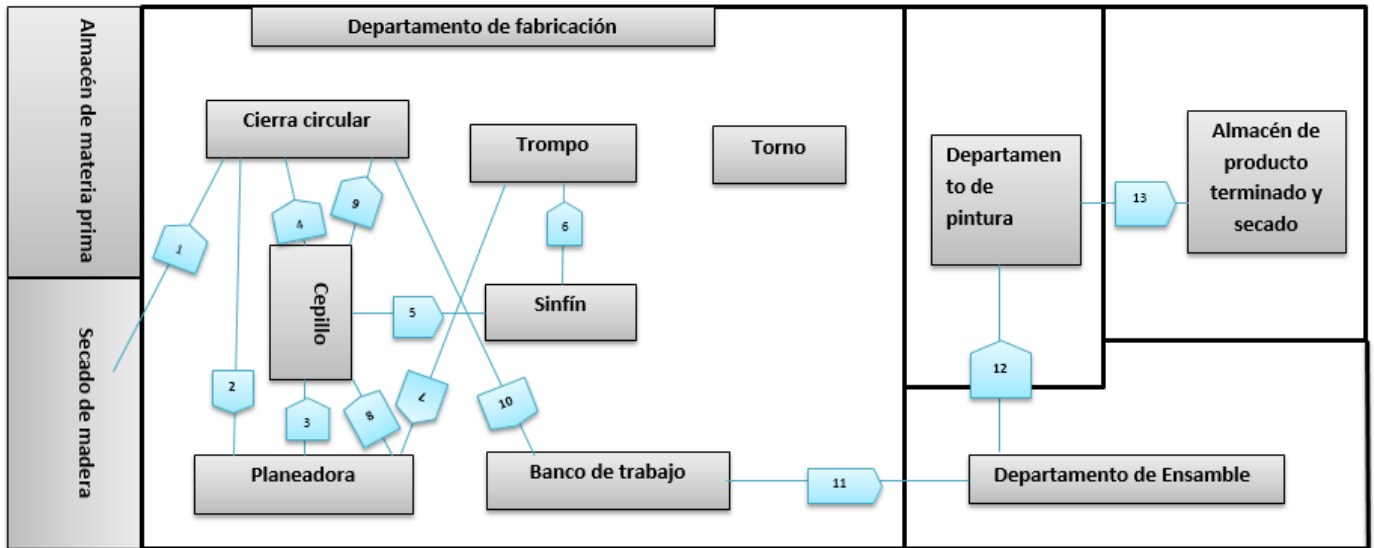 Almacén de materia prima
Secado de madera
Departamento de fabricación
Cierra circular
Trompo
Torno
Departamen
to de
pintura
Almacén de
producto
terminado y
secado
1
4
9
6
13
Cepillo
5
Sinfín
2
3
8
7
10
12
Planeadora
Banco de trabajo
11
Departamento de Ensamble